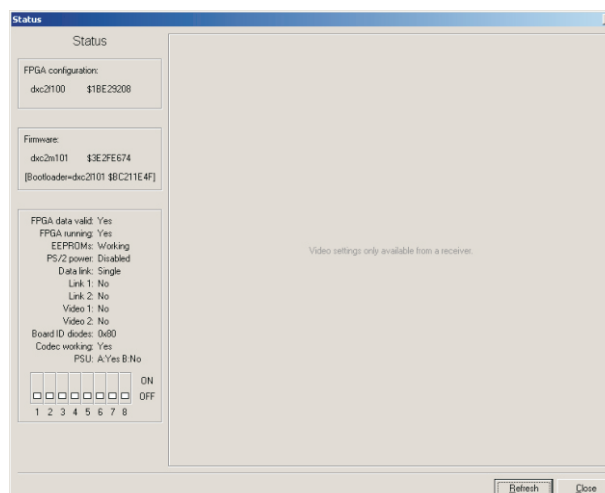 Status
Status
FPGA configuration:
dxc2f100 $1BE29208
Firmware:
dxc2m101 $3E2FE674
[Bootloader=dxc2l101 $BC211E4F]
FPGA data valid: Yes
FPGA running: Yes
EEPROMs: Working
PS/2 power: Disabled
Data link: Single
Link 1: No
Link 2: No
Video 1: No
Video 2: No
Board ID diodes: 0x80
Codec working: Yes
PSU: A:Yes B:No
ON
OFF
1 2 3 4 5 6 7 8
Video settings only available from a receiver.
Refresh
Close